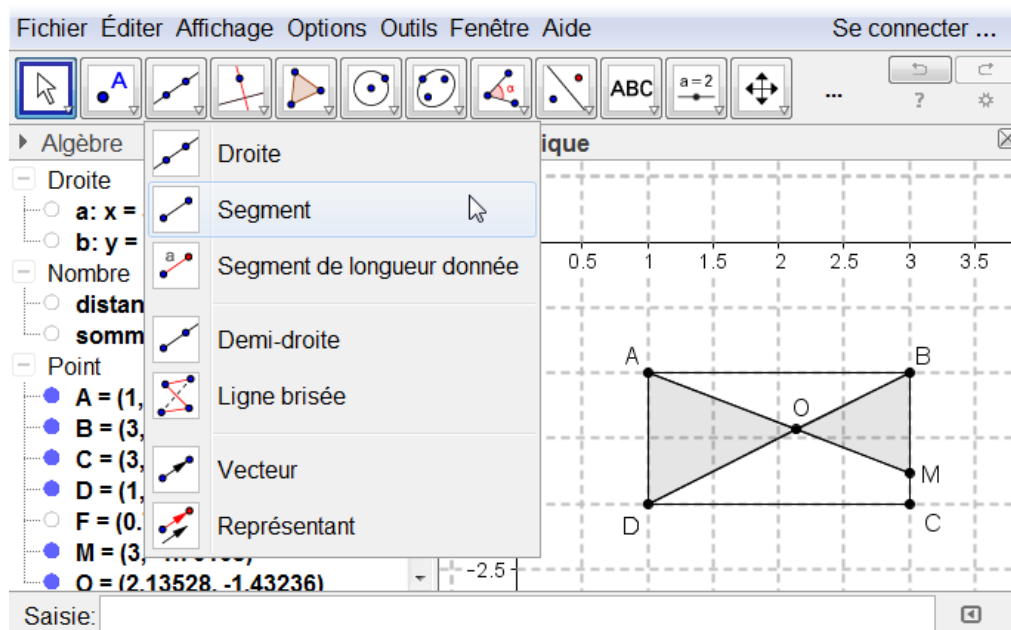 Fichier Éditer Affichage Options Outils Fenêtre Aide Se connecter ...
A α ABC a=2 ... ?
Algèbre ique
Droite
a: x =
b: y =
Nombre
distan
somm
Point
A = (1,
B = (3,
C = (3,
D = (1,
F = (0.
M = (3,
O = (2.13528, -1.43236)
Droite
Segment
a Segment de longueur donnée
Demi-droite
Ligne brisée
Vecteur
Représentant
0.5 1 1.5 2 2.5 3 3.5
A B
O
M
D C
-2.5
Saisie: